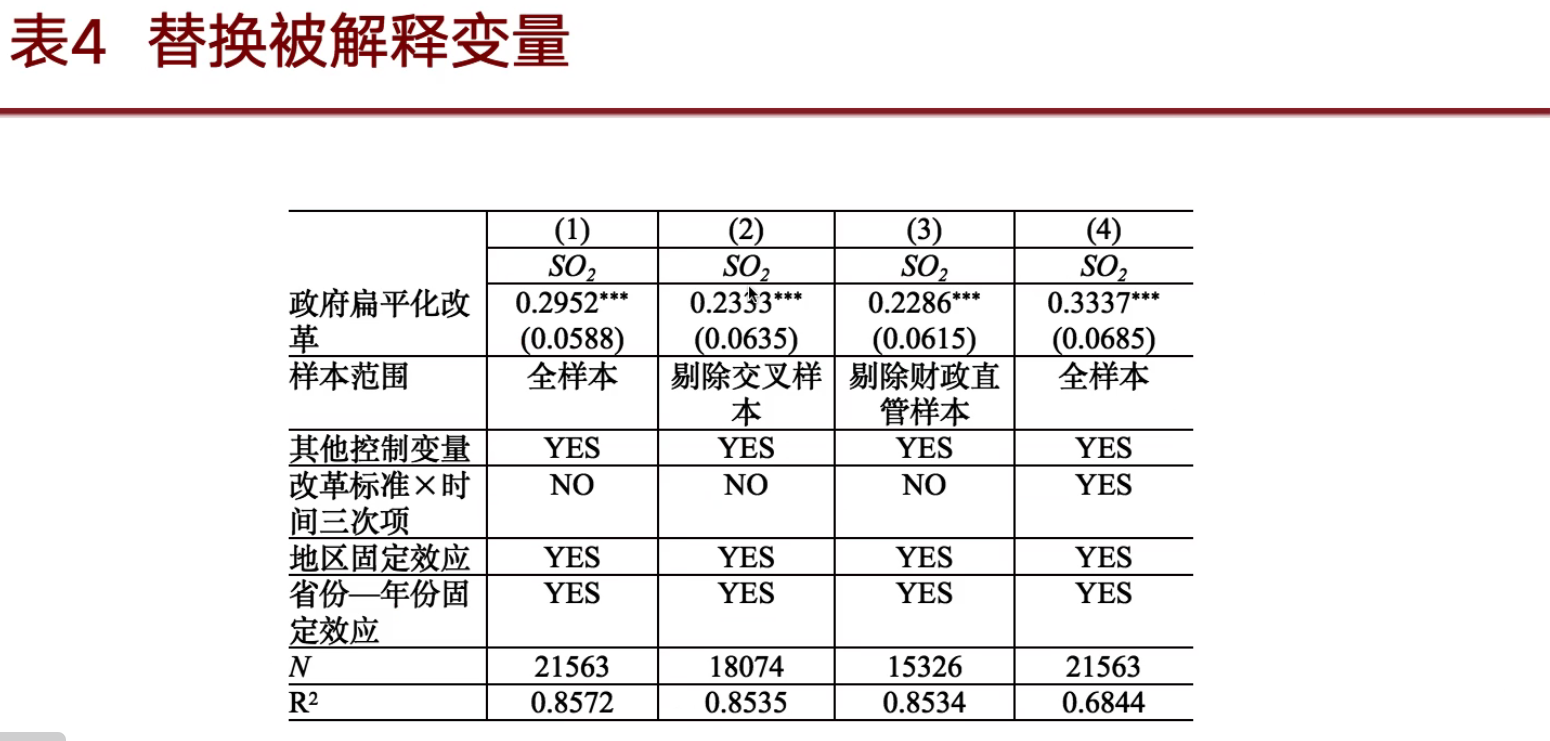 表4 替换被解释变量
(1) (2) (3) (4)
SO₂ SO₂ SO₂ SO₂
政府扁平化改 0.2952*** 0.2333*** 0.2286*** 0.3337***
革 (0.0588) (0.0635) (0.0615) (0.0685)
样本范围 全样本 剔除交叉样 剔除财政直 全样本
本 管样本
其他控制变量 YES YES YES YES
改革标准×时 NO NO NO YES
间三次项
地区固定效应 YES YES YES YES
省份—年份固 YES YES YES YES
定效应
N 21563 18074 15326 21563
R² 0.8572 0.8535 0.8534 0.6844